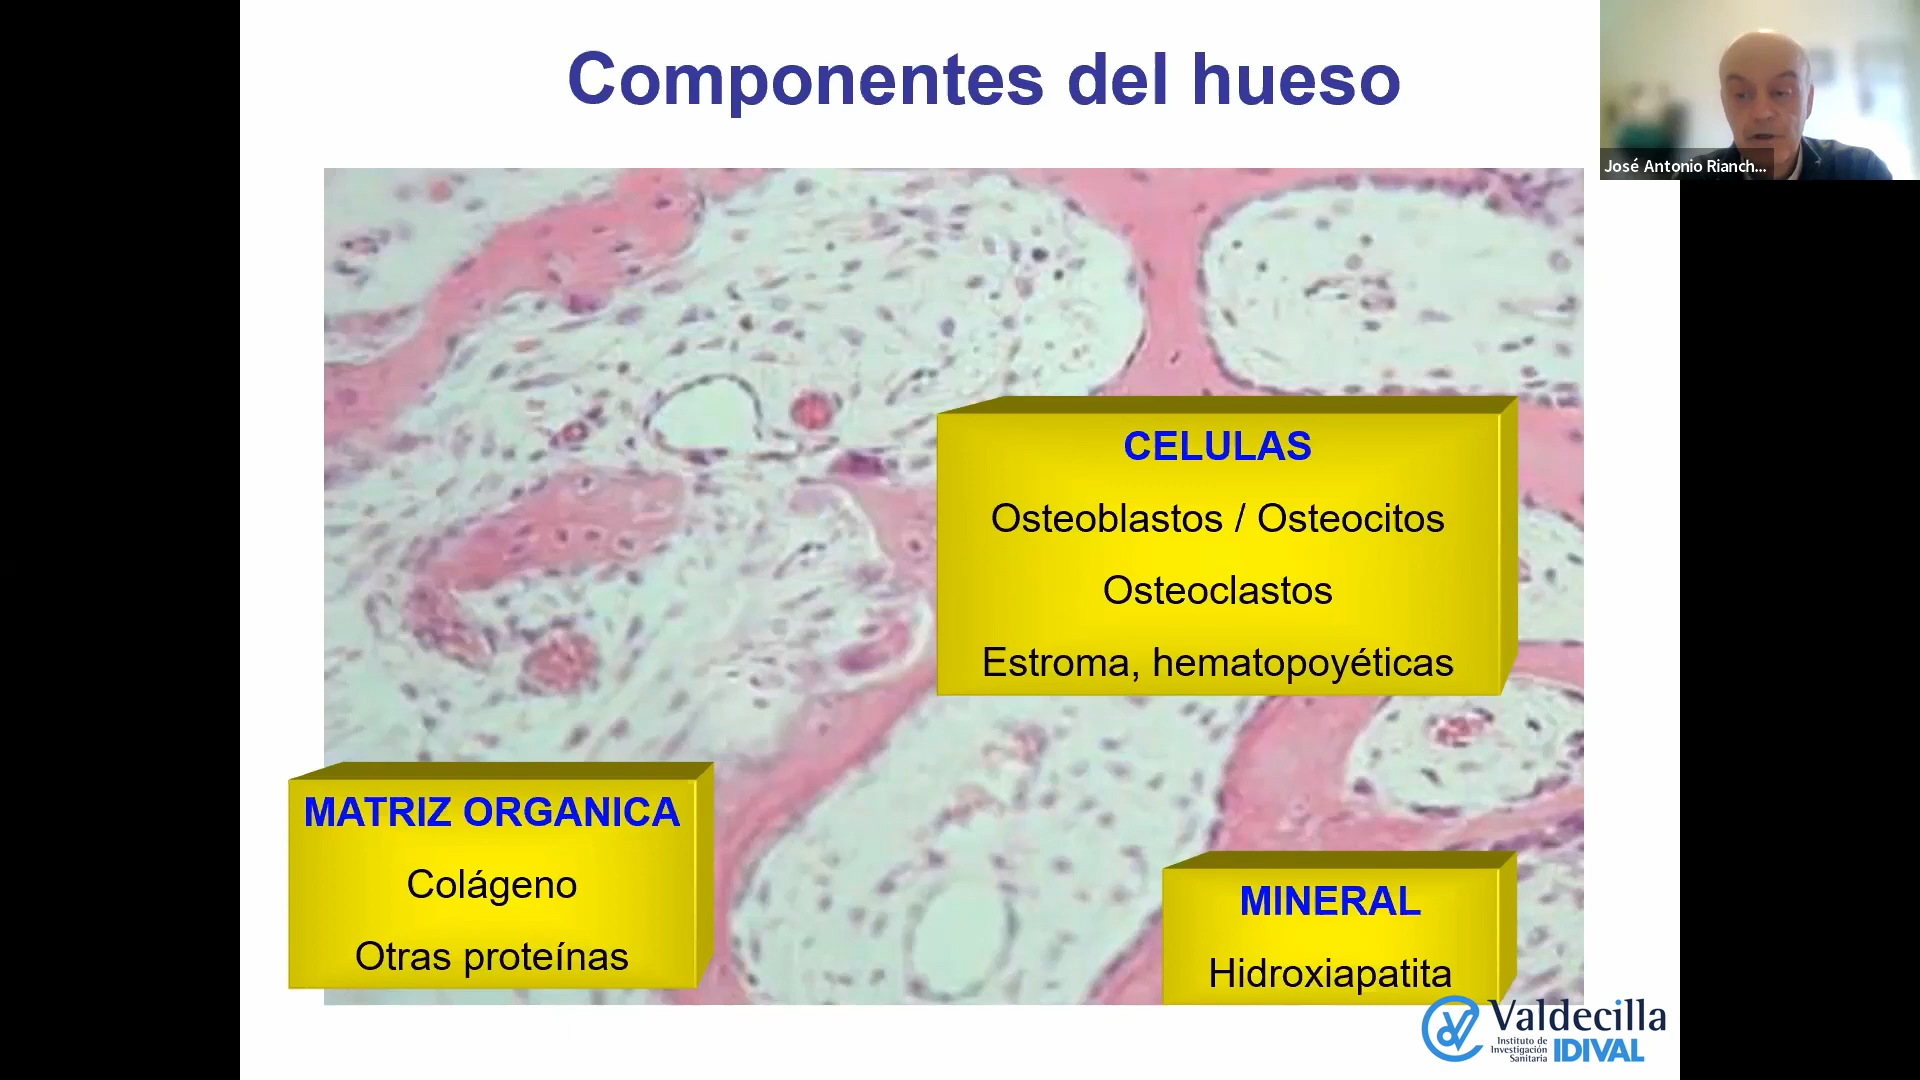 Componentes del hueso
José Antonio Rianch...
CELULAS
Osteoblastos / Osteocitos
Osteoclastos
Estroma, hematopoyéticas
MATRIZ ORGANICA
Colágeno
Otras proteínas
MINERAL
Hidroxiapatita
Valdecilla
Instituto de
Investigación
Sanitaria
IDIVAL